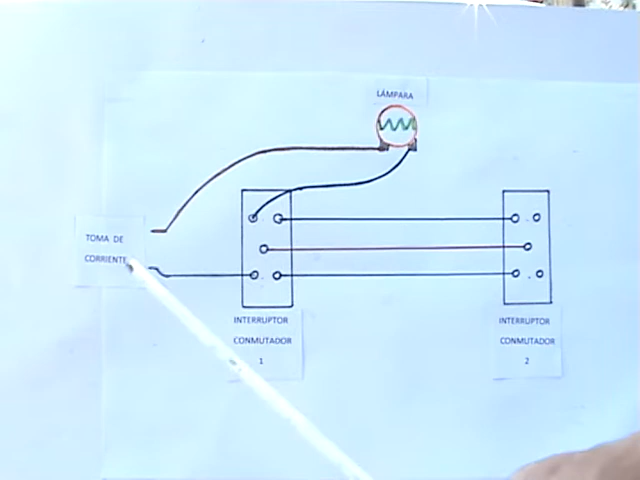 LÁMPARA
TOMA DE
CORRIENTE
INTERRUPTOR
CONMUTADOR
1
INTERRUPTOR
CONMUTADOR
2